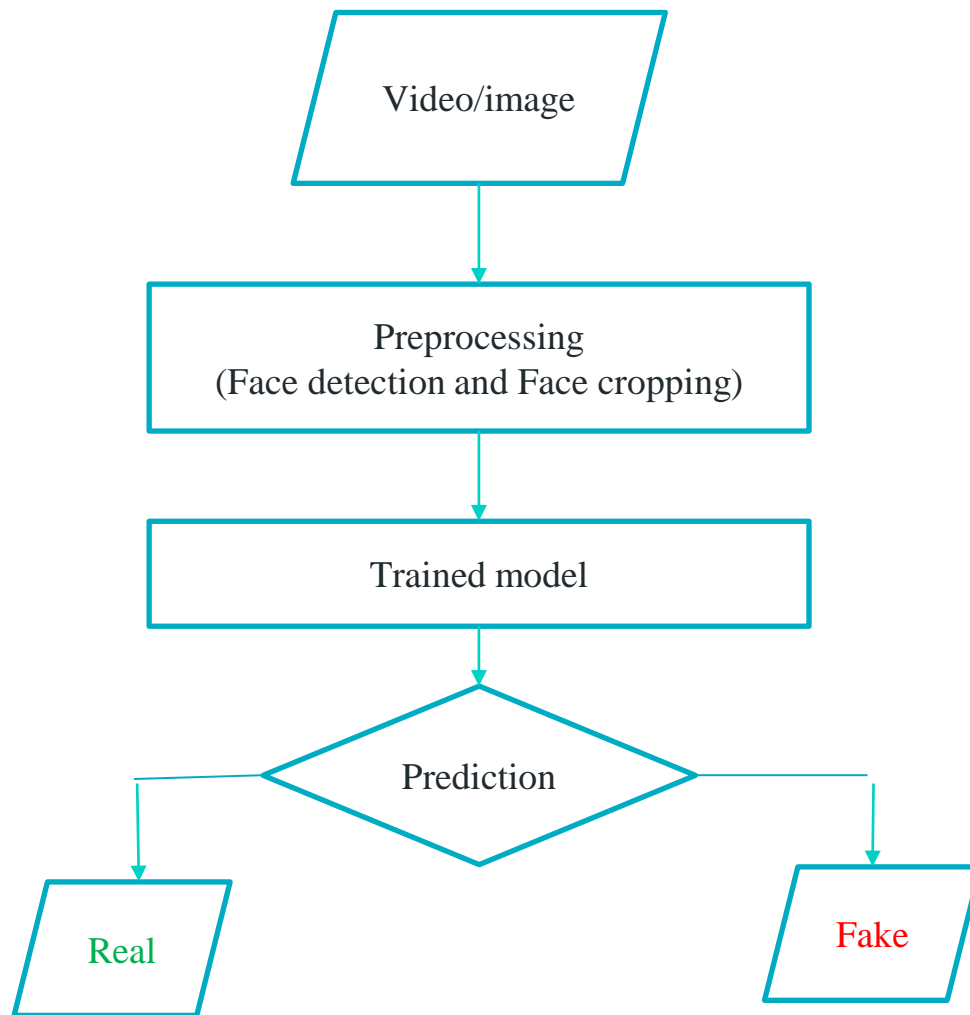 Video/image
Preprocessing
(Face detection and Face cropping)
Trained model
Prediction
Real
Fake